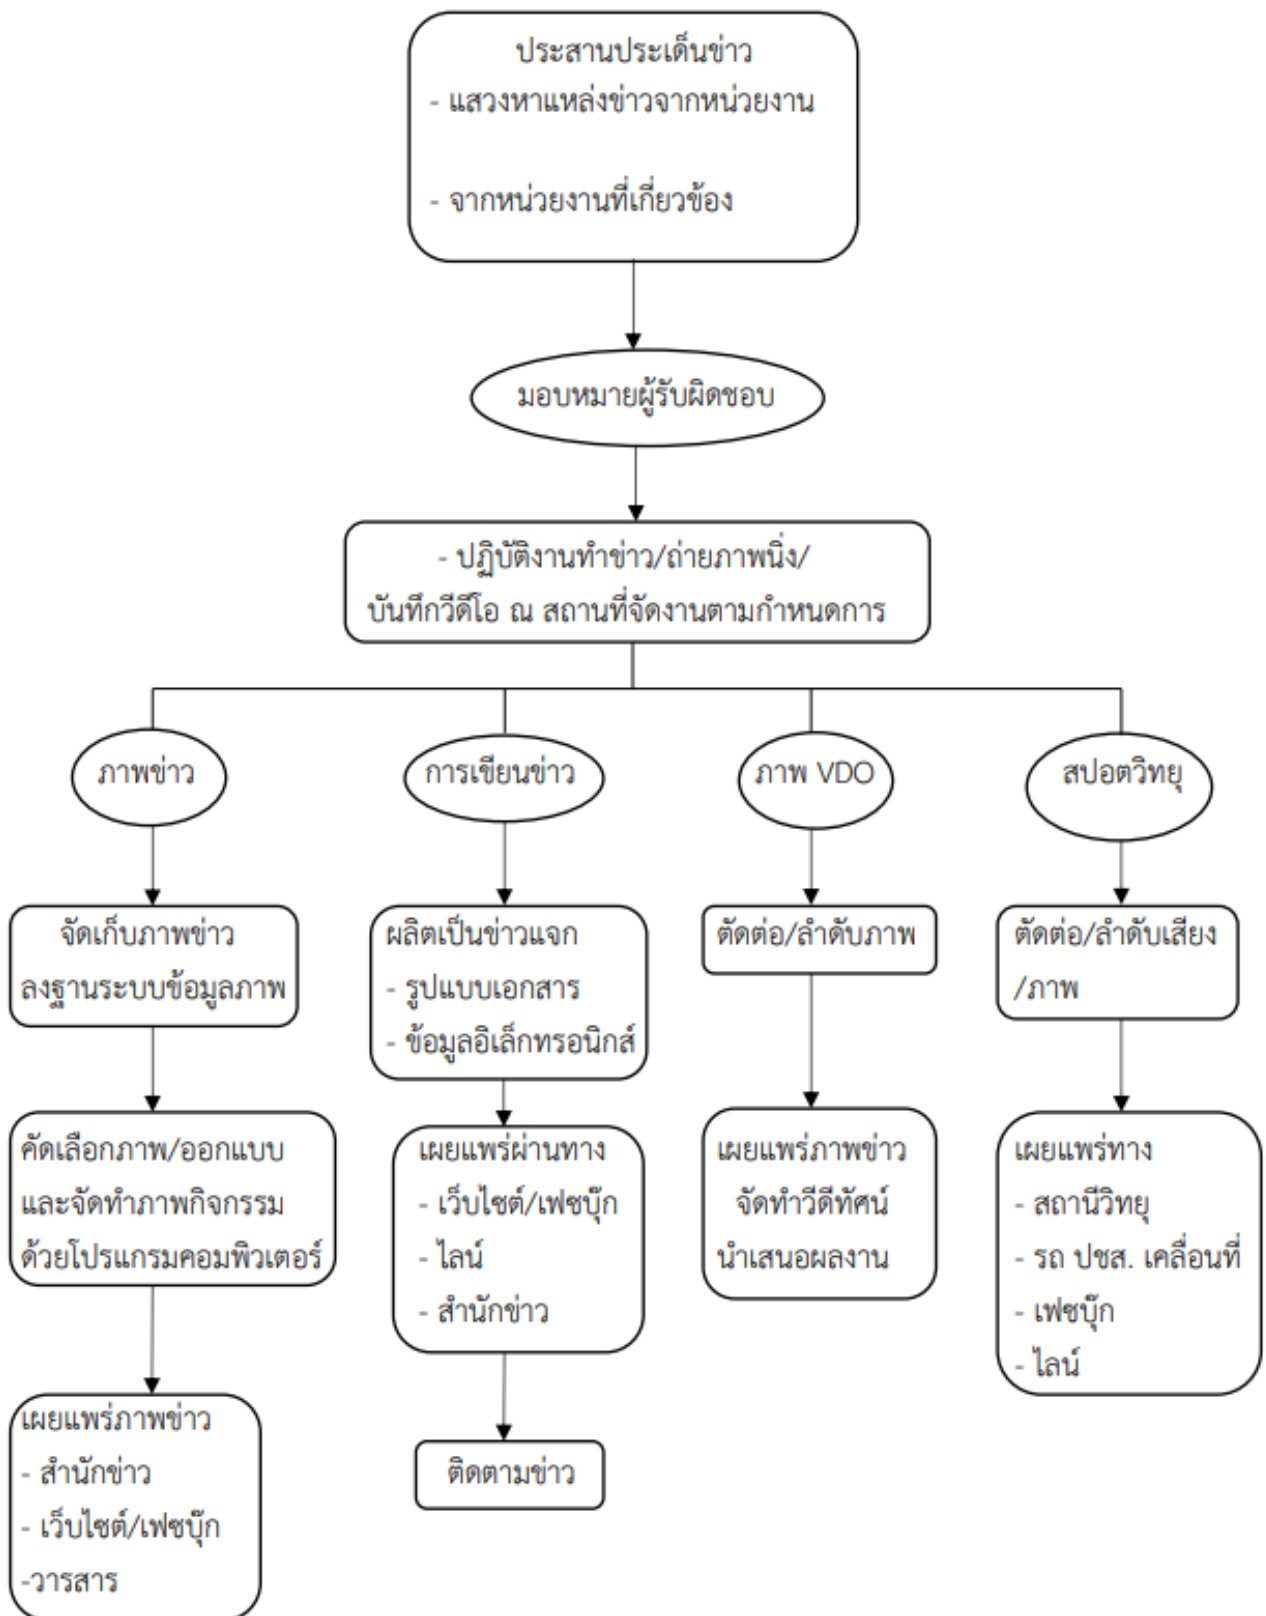 ประสานประเด็นข่าว
- แสวงหาแหล่งข่าวจากหน่วยงาน
- จากหน่วยงานที่เกี่ยวข้อง
มอบหมายผู้รับผิดชอบ
- ปฏิบัติงานทำข่าว/ถ่ายภาพนิ่ง/
บันทึกวีดีโอ ณ สถานที่จัดงานตามกำหนดการ
ภาพข่าว
จัดเก็บภาพข่าว
ลงฐานระบบข้อมูลภาพ
คัดเลือกภาพ/ออกแบบ
และจัดทำภาพกิจกรรม
ด้วยโปรแกรมคอมพิวเตอร์
เผยแพร่ภาพข่าว
- สำนักข่าว
- เว็บไซต์/เฟซบุ๊ก
-วารสาร
การเขียนข่าว
ผลิตเป็นข่าวแจก
- รูปแบบเอกสาร
- ข้อมูลอิเล็กทรอนิกส์
เผยแพร่ผ่านทาง
- เว็บไซต์/เฟซบุ๊ก
- ไลน์
- สำนักข่าว
ติดตามข่าว
ภาพ VDO
ตัดต่อ/ลำดับภาพ
เผยแพร่ภาพข่าว
จัดทำวีดีทัศน์
นำเสนอผลงาน
สปอตวิทยุ
ตัดต่อ/ลำดับเสียง
/ภาพ
เผยแพร่ทาง
- สถานีวิทยุ
- รถ ปชส. เคลื่อนที่
- เฟซบุ๊ก
- ไลน์